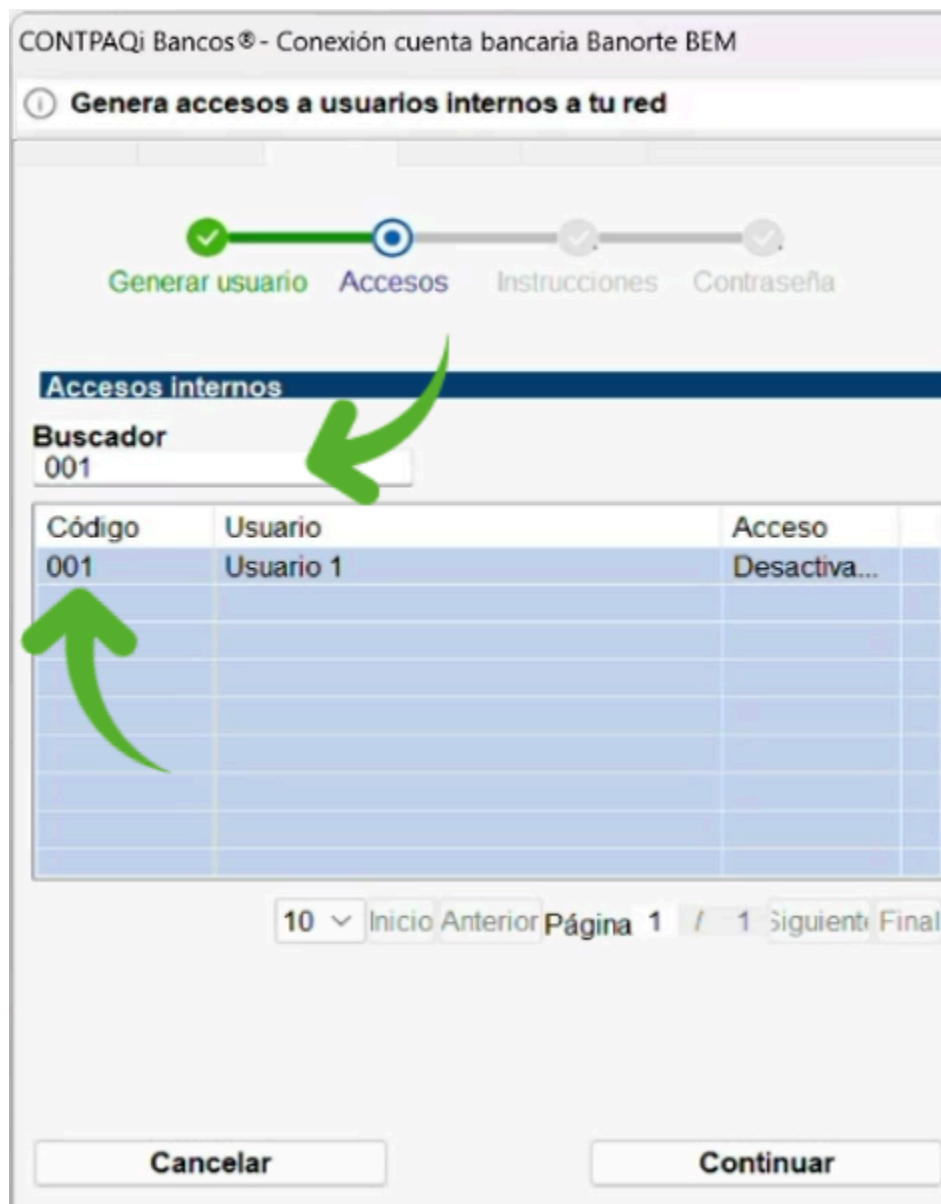 CONTPAQi Bancos® - Conexión cuenta bancaria Banorte BEM
Genera accesos a usuarios internos a tu red
Generar usuario Accesos Instrucciones Contraseña
Accesos internos
Buscador
001
Código Usuario Acceso
001 Usuario 1 Desactiva...
10 Inicio Anterior Página 1 / 1 Siguiente Final
Cancelar Continuar